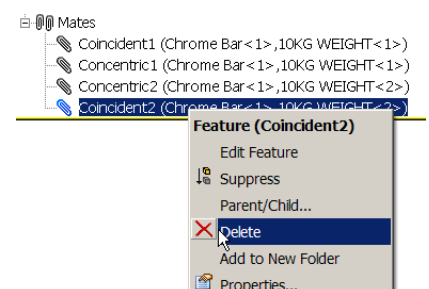 Mates
Coincident1 (Chrome Bar<1>,10KG WEIGHT<1>)
Concentric1 (Chrome Bar<1>,10KG WEIGHT<1>)
Concentric2 (Chrome Bar<1>,10KG WEIGHT<2>)
Coincident2 (Chrome Bar<1>,10KG WEIGHT<2>)
Feature (Coincident2)
Edit Feature
Suppress
Parent/Child...
Delete
Add to New Folder
Properties...